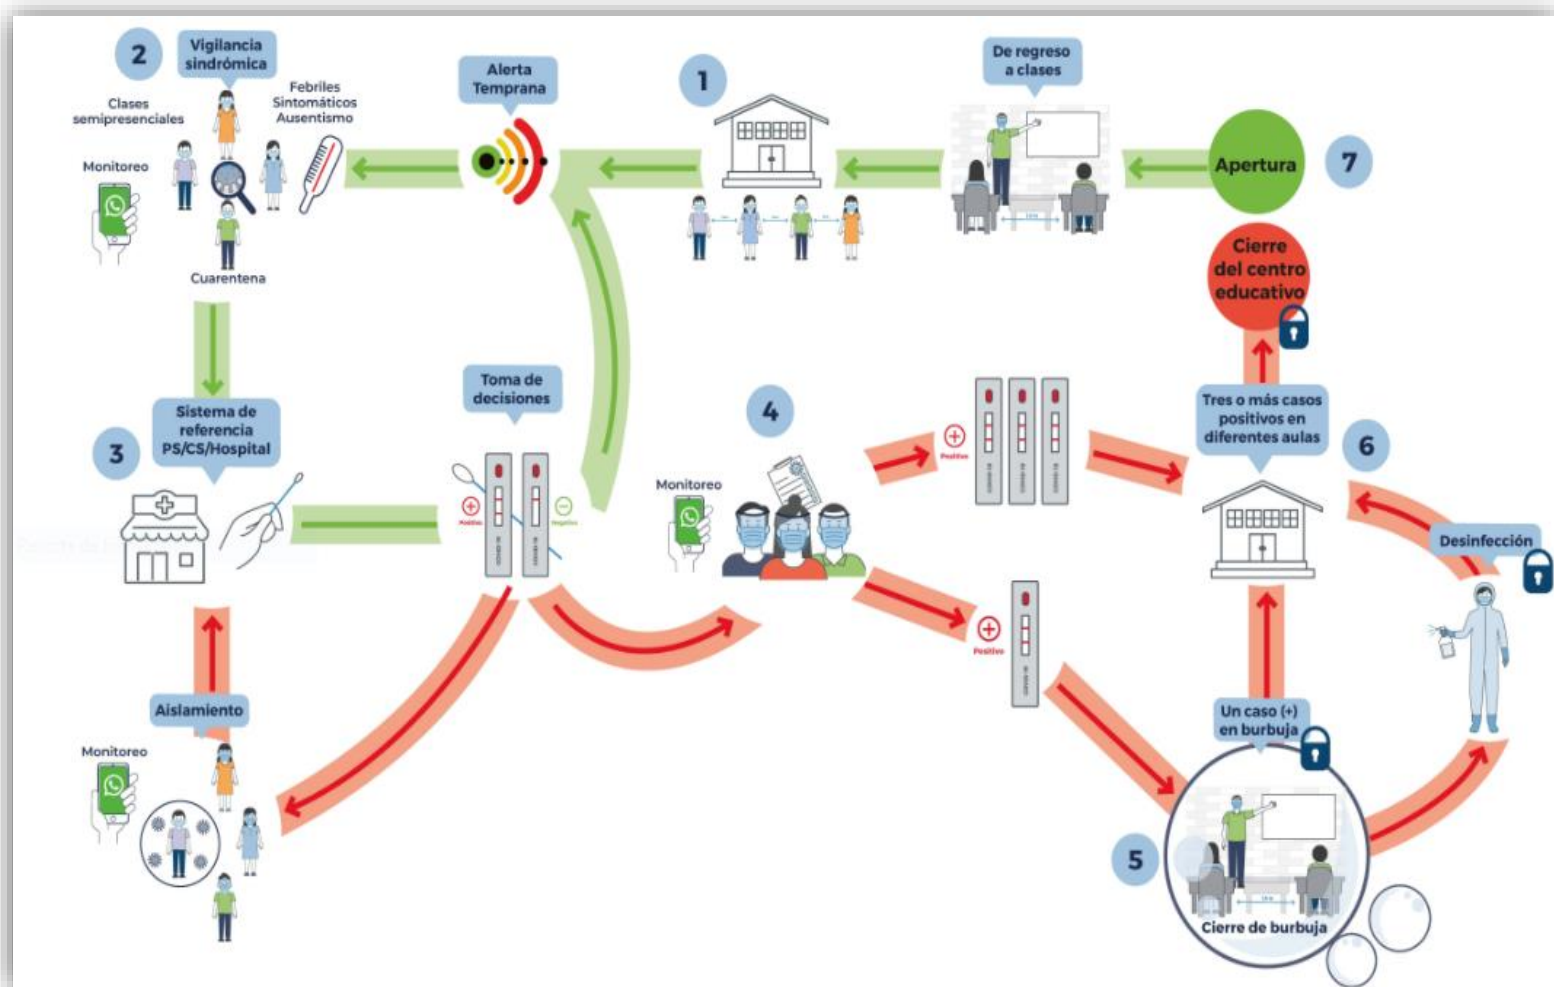 2
Vigilancia
sindrómica
Clases
semipresenciales
Febriles
Sintomáticos
Ausentismo
Monitoreo
Cuarentena
Alerta
Temprana
1
De regreso
a clases
Apertura
7
Cierre
del centro
educativo
3
Sistema de
referencia
PS/CS/Hospital
Toma de
decisiones
Positivo
Negativo
4
Monitoreo
Positivo
Tres o más casos
positivos en
diferentes aulas
6
Desinfección
Positivo
Aislamiento
Monitoreo
Un caso (+)
en burbuja
5
Cierre de burbuja